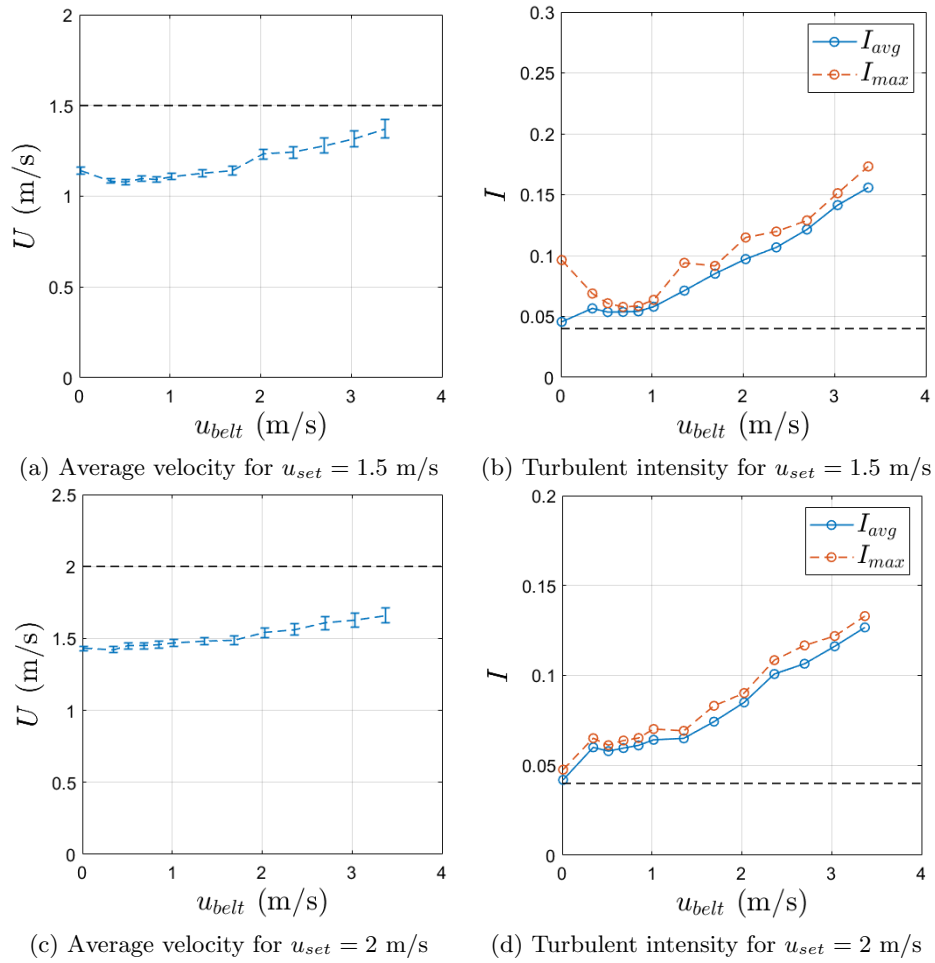 2
1.5
1
0.5
0
0 1 2 3 4
U (m/s)
u_belt (m/s)
(a) Average velocity for u_set = 1.5 m/s
0.3
0.25
0.2
0.15
0.1
0.05
0
0 1 2 3 4
I
I_avg
I_max
u_belt (m/s)
(b) Turbulent intensity for u_set = 1.5 m/s
2.5
2
1.5
1
0.5
0
0 1 2 3 4
U (m/s)
u_belt (m/s)
(c) Average velocity for u_set = 2 m/s
0.2
0.15
0.1
0.05
0
0 1 2 3 4
I
I_avg
I_max
u_belt (m/s)
(d) Turbulent intensity for u_set = 2 m/s